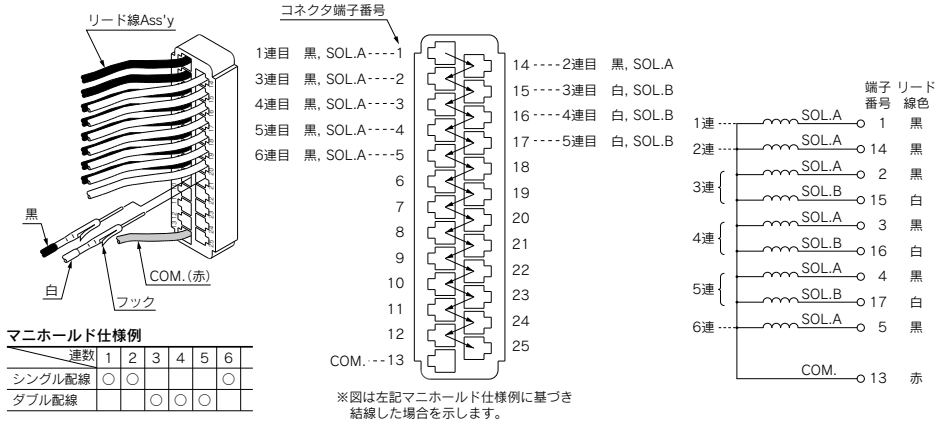 リード線Ass'y
黒
白
フック
COM.(赤)
マニホールド仕様例
連数 1 2 3 4 5 6
シングル配線 ○ ○ ○
ダブル配線 ○ ○ ○
コネクタ端子番号
1連目 黒, SOL.A----1
3連目 黒, SOL.A----2
4連目 黒, SOL.A----3
5連目 黒, SOL.A----4
6連目 黒, SOL.A----5
6
7
8
9
10
11
12
COM.---13
14----2連目 黒, SOL.A
15----3連目 白, SOL.B
16----4連目 白, SOL.B
17----5連目 白, SOL.B
18
19
20
21
22
23
24
25
※図は左記マニホールド仕様例に基づき
結線した場合を示します。
端子 リード
番号 線色
1連 SOL.A 1 黒
2連 SOL.A 14 黒
3連 SOL.A 2 黒
SOL.B 15 白
4連 SOL.A 3 黒
SOL.B 16 白
5連 SOL.A 4 黒
SOL.B 17 白
6連 SOL.A 5 黒
COM. 13 赤